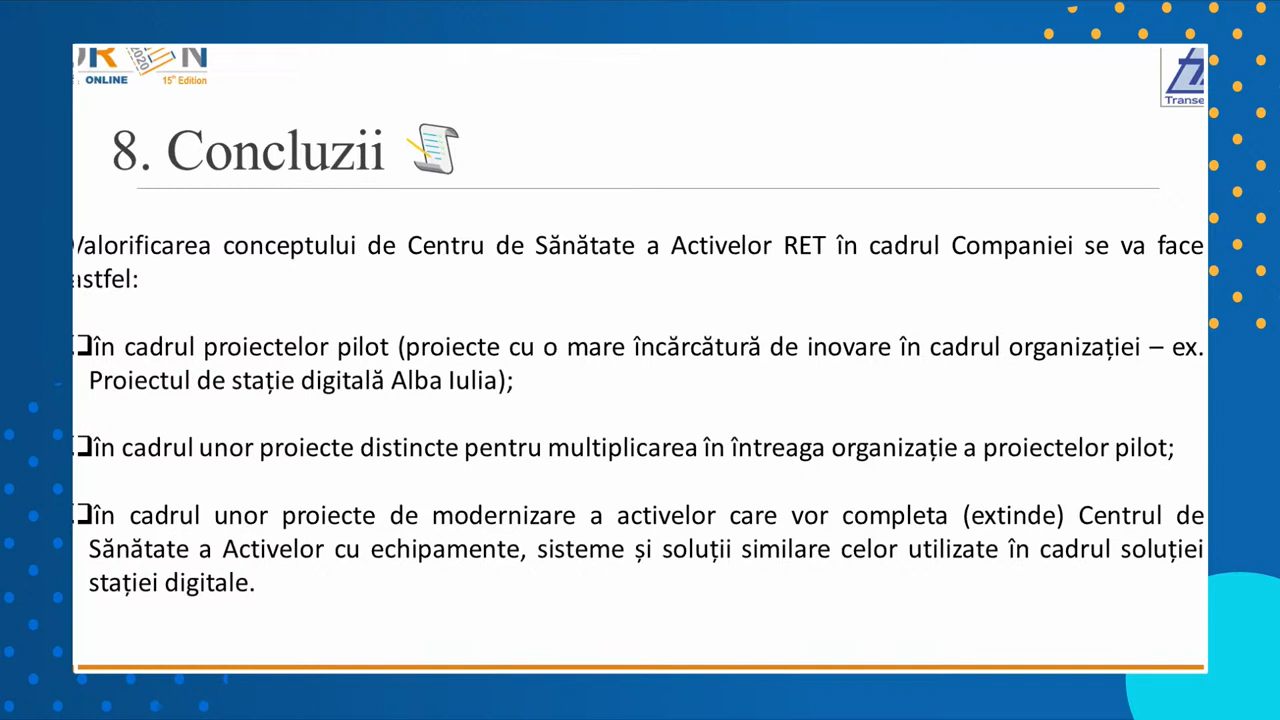 2020
ONLINE
15th Edition
8. Concluzii
Valorificarea conceptului de Centru de Sănătate a Activelor RET în cadrul Companiei se va face
astfel:
în cadrul proiectelor pilot (proiecte cu o mare încărcătură de inovare în cadrul organizației – ex.
Proiectul de stație digitală Alba Iulia);
în cadrul unor proiecte distincte pentru multiplicarea în întreaga organizație a proiectelor pilot;
în cadrul unor proiecte de modernizare a activelor care vor completa (extinde) Centrul de
Sănătate a Activelor cu echipamente, sisteme și soluții similare celor utilizate în cadrul soluției
stației digitale.